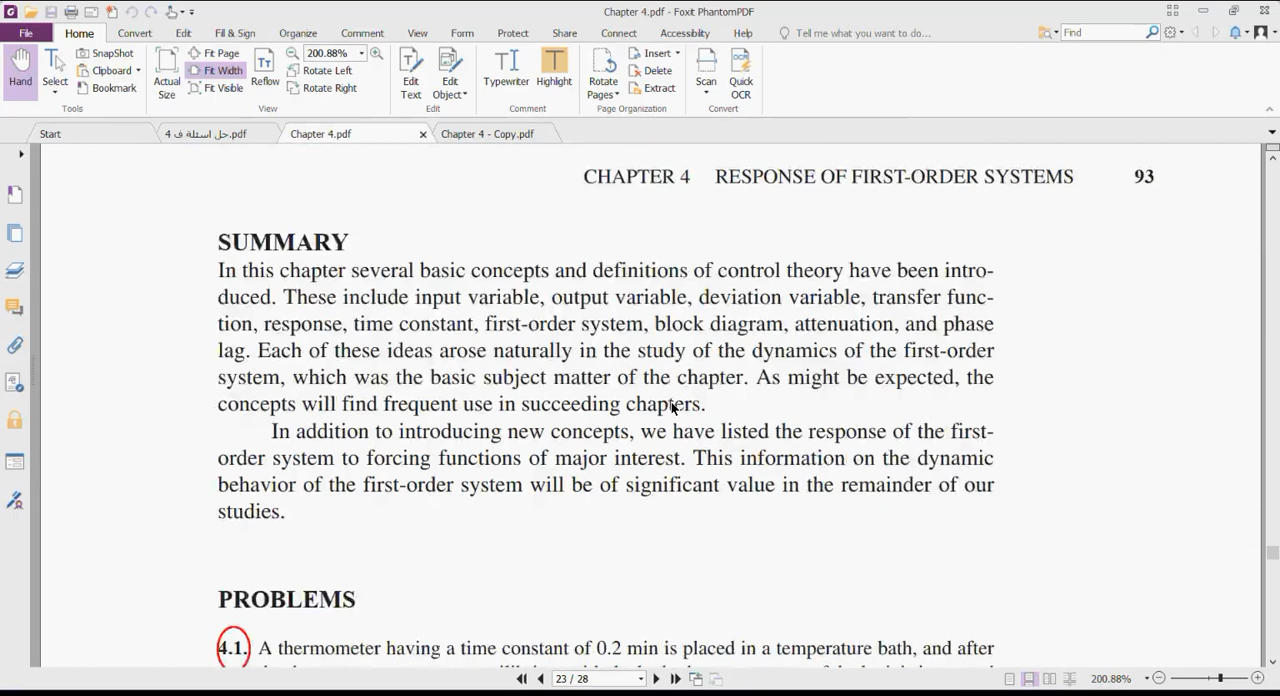 Chapter 4.pdf - Foxit PhantomPDF
File Home Convert Edit Fill & Sign Organize Comment View Form Protect Share Connect Accessibility Help Tell me what you want to do... Find
Hand
Select
SnapShot
Clipboard
Bookmark
Tools
Actual Size
Fit Page
Fit Width
Fit Visible
Reflow
200.88%
Rotate Left
Rotate Right
View
Edit Text
Edit Object
Edit
Typewriter
Highlight
Comment
Rotate Pages
Insert
Delete
Extract
Page Organization
Scan
Quick OCR
Convert
Start
حل اسئلة ف 4.pdf
Chapter 4.pdf
Chapter 4 - Copy.pdf
CHAPTER 4 RESPONSE OF FIRST-ORDER SYSTEMS 93
SUMMARY
In this chapter several basic concepts and definitions of control theory have been intro-
duced. These include input variable, output variable, deviation variable, transfer func-
tion, response, time constant, first-order system, block diagram, attenuation, and phase
lag. Each of these ideas arose naturally in the study of the dynamics of the first-order
system, which was the basic subject matter of the chapter. As might be expected, the
concepts will find frequent use in succeeding chapters.
In addition to introducing new concepts, we have listed the response of the first-
order system to forcing functions of major interest. This information on the dynamic
behavior of the first-order system will be of significant value in the remainder of our
studies.
PROBLEMS
4.1. A thermometer having a time constant of 0.2 min is placed in a temperature bath, and after
23 / 28
200.88%